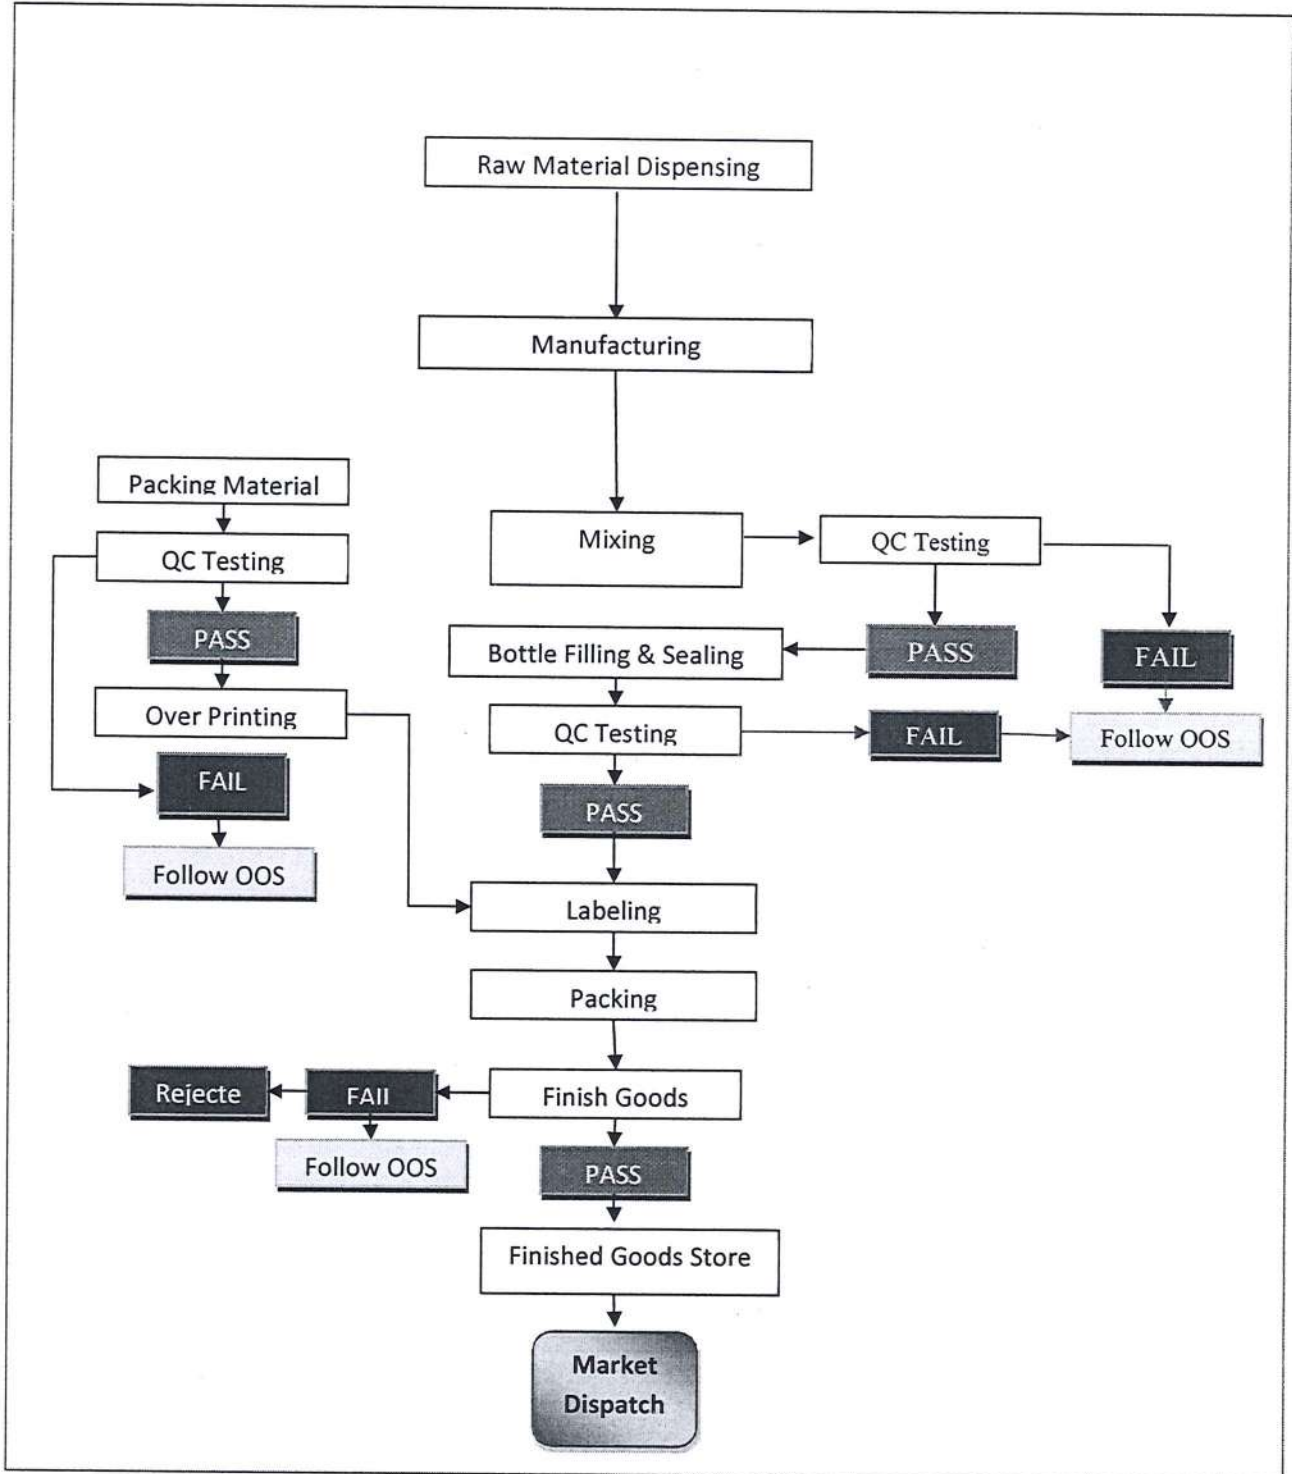 Raw Material Dispensing
Manufacturing
Packing Material
QC Testing
PASS
Over Printing
FAIL
Follow OOS
Mixing
QC Testing
PASS
FAIL
Bottle Filling & Sealing
QC Testing
FAIL
Follow OOS
PASS
Labeling
Packing
Finish Goods
FAIl
Rejecte
Follow OOS
PASS
Finished Goods Store
Market
Dispatch